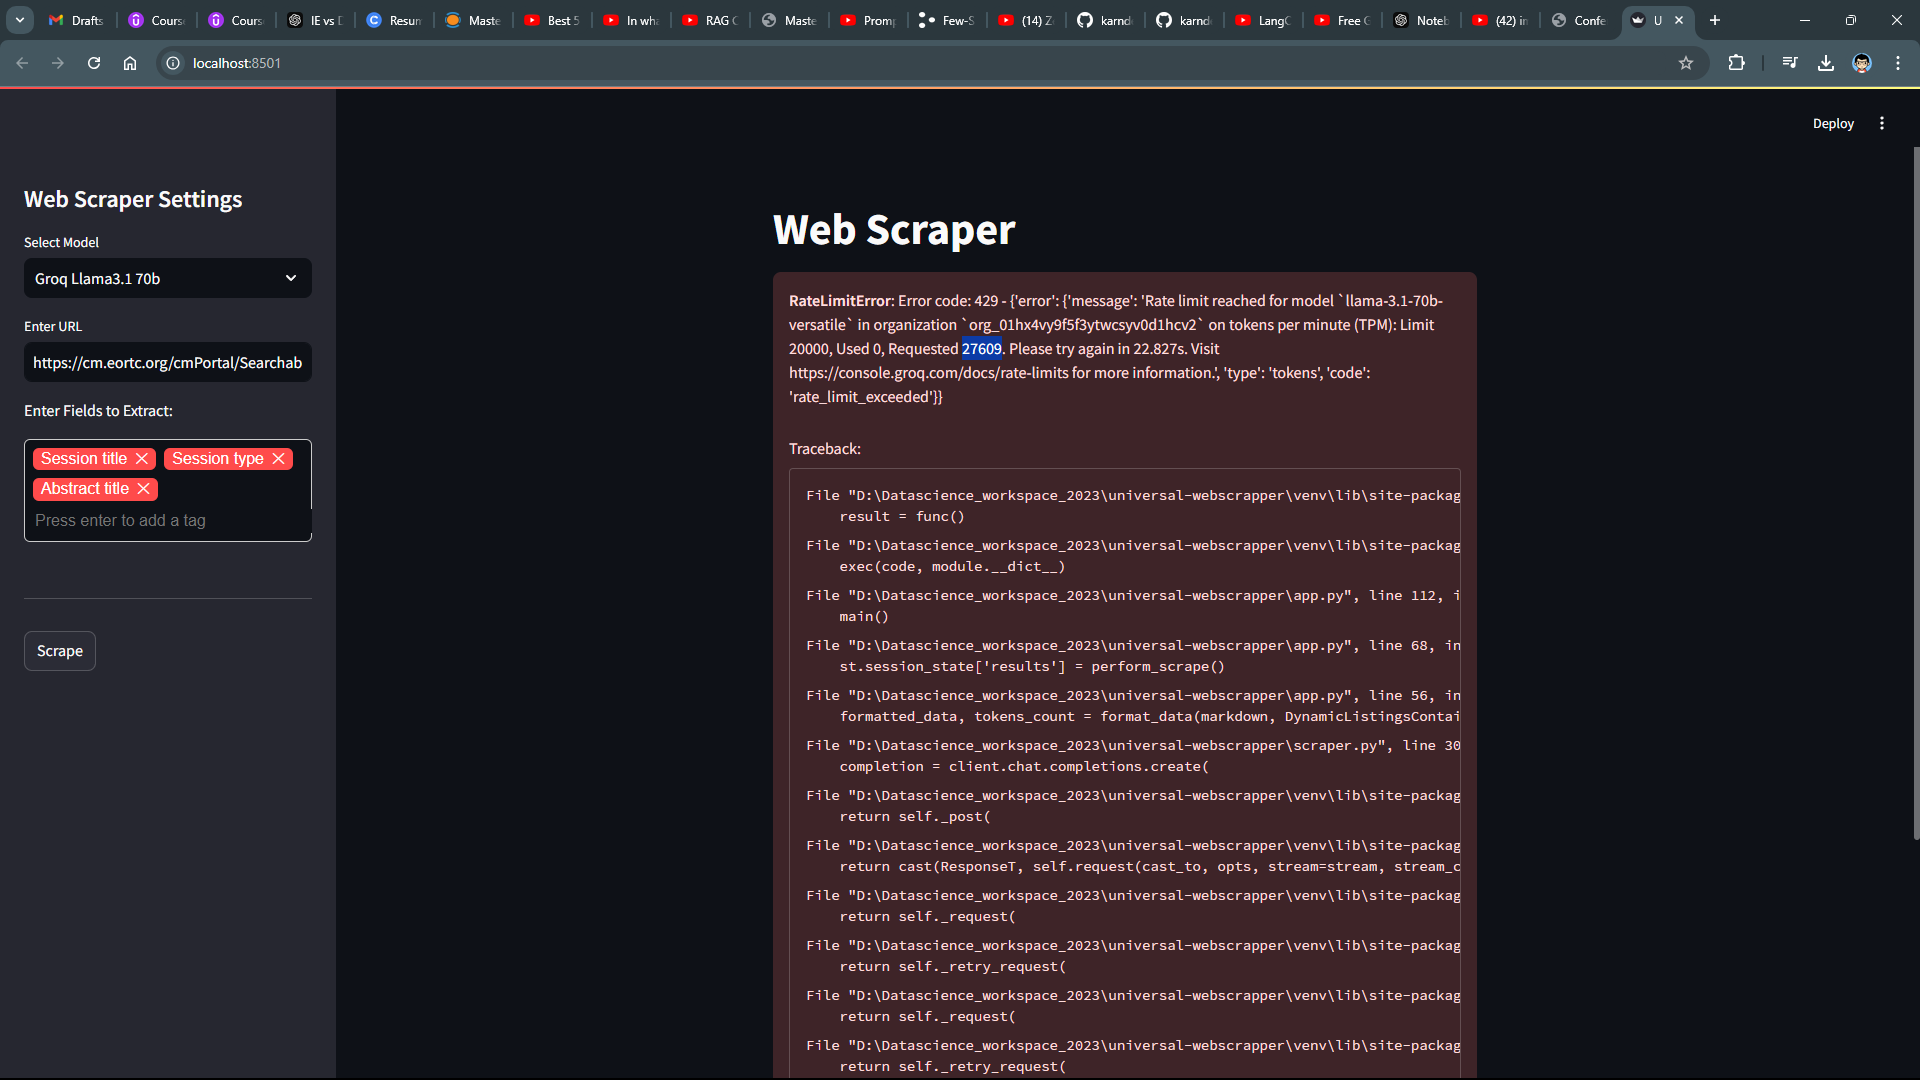 Drafts
Cours
Cours
IE vs D
Resum
Maste
Best 5
In wha
RAG C
Maste
Promp
Few-S
(14) Z
karnd
karnd
LangC
Free G
Noteb
(42) in
Confe
U
localhost:8501
Deploy
Web Scraper Settings
Select Model
Groq Llama3.1 70b
Enter URL
https://cm.eortc.org/cmPortal/Searchab
Enter Fields to Extract:
Session title
Session type
Abstract title
Press enter to add a tag
Scrape
Web Scraper
RateLimitError: Error code: 429 - {'error': {'message': 'Rate limit reached for model `llama-3.1-70b-
versatile` in organization `org_01hx4vy9f5f3ytwcsyv0d1hcv2` on tokens per minute (TPM): Limit
20000, Used 0, Requested 27609. Please try again in 22.827s. Visit
https://console.groq.com/docs/rate-limits for more information.', 'type': 'tokens', 'code':
'rate_limit_exceeded'}}
Traceback:
File "D:\Datascience_workspace_2023\universal-webscrapper\venv\lib\site-packag
result = func()
File "D:\Datascience_workspace_2023\universal-webscrapper\venv\lib\site-packag
exec(code, module.__dict__)
File "D:\Datascience_workspace_2023\universal-webscrapper\app.py", line 112, i
main()
File "D:\Datascience_workspace_2023\universal-webscrapper\app.py", line 68, in
st.session_state['results'] = perform_scrape()
File "D:\Datascience_workspace_2023\universal-webscrapper\app.py", line 56, in
formatted_data, tokens_count = format_data(markdown, DynamicListingsContai
File "D:\Datascience_workspace_2023\universal-webscrapper\scraper.py", line 30
completion = client.chat.completions.create(
File "D:\Datascience_workspace_2023\universal-webscrapper\venv\lib\site-packag
return self._post(
File "D:\Datascience_workspace_2023\universal-webscrapper\venv\lib\site-packag
return cast(ResponseT, self.request(cast_to, opts, stream=stream, stream_c
File "D:\Datascience_workspace_2023\universal-webscrapper\venv\lib\site-packag
return self._request(
File "D:\Datascience_workspace_2023\universal-webscrapper\venv\lib\site-packag
return self._retry_request(
File "D:\Datascience_workspace_2023\universal-webscrapper\venv\lib\site-packag
return self._request(
File "D:\Datascience_workspace_2023\universal-webscrapper\venv\lib\site-packag
return self._retry_request(